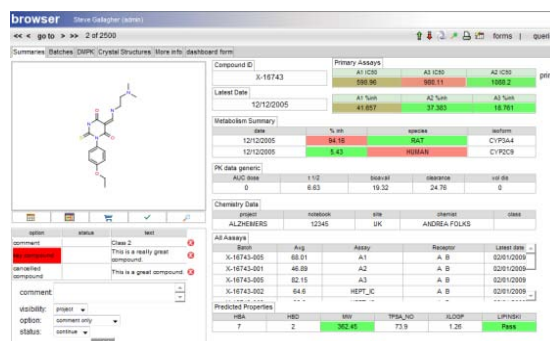 browser Steve Gallagher (admin)
<< < go to > >> 2 of 2500 forms | queri
Summaries Batches DMPK Crystal Structures More info dashboard form
Compound ID
X-16743
Latest Date
12/12/2005
Primary Assays
A1 IC50 A3 IC50 A2 IC50
598.96 988.11 1088.2
A1 %inh A2 %inh A3 %inh
41.657 37.383 18.761
Metabolism Summary
date % inh species isoform
12/12/2005 94.16 RAT CYP3A4
12/12/2005 5.43 HUMAN CYP2C9
PK data generic
AUC dose t 1/2 bioavail clearance vol dis
0 6.63 19.32 24.76 0
Chemistry Data
project notebook site chemist class
ALZHEIMERS 12345 UK ANDREA FOLKS
option status text
comment Class 2
This is a really great
compound.
cancelled
compound This is a great compound.
comment
visibility: project
option: comment only
status: continue
All Assays
Batch Avg Assay Receptor Latest date
X-16743-005 68.01 A1 A B 02/01/2009
X-16743-001 46.89 A2 A B 02/01/2009
X-16743-005 82.15 A3 A B 02/01/2009
X-16743-002 64.6 HEPT_IC A B 02/01/2009
Predicted Properties
HBA HBD MW TPSA_NO XLOGP LIPINSKI
7 2 362.45 73.9 1.26 Pass